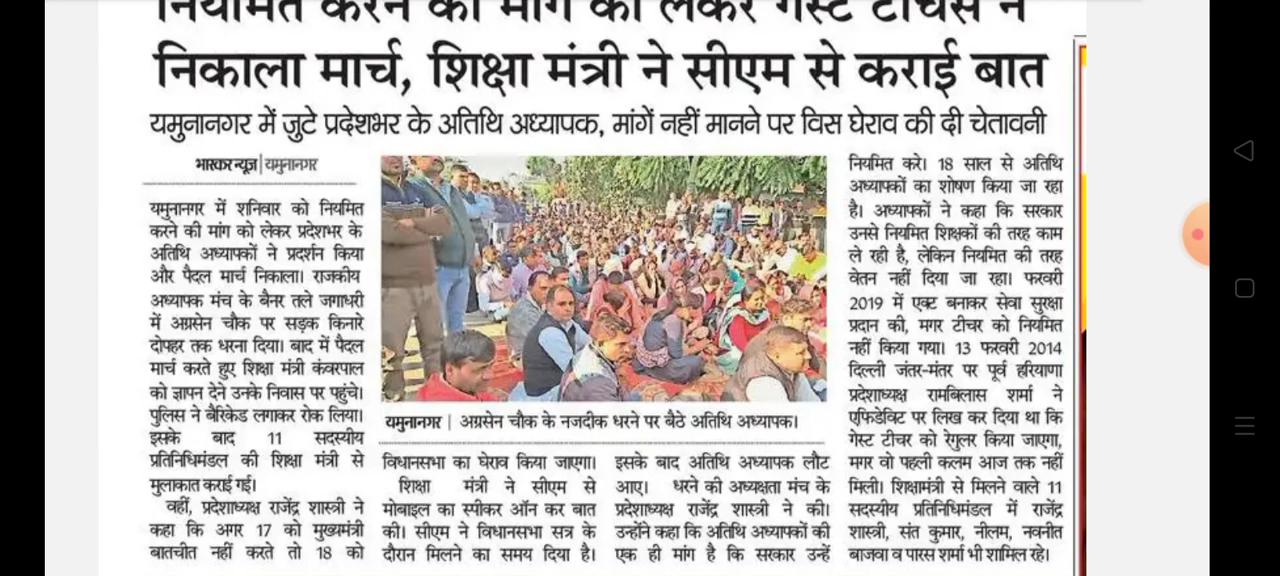 नियमित करने की मांग को लेकर गेस्ट टीचर्स ने
निकाला मार्च, शिक्षा मंत्री ने सीएम से कराई बात
यमुनानगर में जुटे प्रदेशभर के अतिथि अध्यापक, मांगें नहीं मानने पर विस घेराव की दी चेतावनी
भास्कर न्यूज | यमुनानगर
यमुनानगर में शनिवार को नियमित
करने की मांग को लेकर प्रदेशभर के
अतिथि अध्यापकों ने प्रदर्शन किया
और पैदल मार्च निकाला। राजकीय
अध्यापक मंच के बैनर तले जगाधरी
में अग्रसेन चौक पर सड़क किनारे
दोपहर तक धरना दिया। बाद में पैदल
मार्च करते हुए शिक्षा मंत्री कंवरपाल
को ज्ञापन देने उनके निवास पर पहुंचे।
पुलिस ने बैरिकेड लगाकर रोक लिया।
इसके बाद 11 सदस्यीय
प्रतिनिधिमंडल की शिक्षा मंत्री से
मुलाकात कराई गई।
वहीं, प्रदेशाध्यक्ष राजेंद्र शास्त्री ने
कहा कि अगर 17 को मुख्यमंत्री
बातचीत नहीं करते तो 18 को
यमुनानगर | अग्रसेन चौक के नजदीक धरने पर बैठे अतिथि अध्यापक।
विधानसभा का घेराव किया जाएगा।
शिक्षा मंत्री ने सीएम से
मोबाइल का स्पीकर ऑन कर बात
की। सीएम ने विधानसभा सत्र के
दौरान मिलने का समय दिया है।
इसके बाद अतिथि अध्यापक लौट
आए। धरने की अध्यक्षता मंच के
प्रदेशाध्यक्ष राजेंद्र शास्त्री ने की।
उन्होंने कहा कि अतिथि अध्यापकों की
एक ही मांग है कि सरकार उन्हें
नियमित करे। 18 साल से अतिथि
अध्यापकों का शोषण किया जा रहा
है। अध्यापकों ने कहा कि सरकार
उनसे नियमित शिक्षकों की तरह काम
ले रही है, लेकिन नियमित की तरह
वेतन नहीं दिया जा रहा। फरवरी
2019 में एक्ट बनाकर सेवा सुरक्षा
प्रदान की, मगर टीचर को नियमित
नहीं किया गया। 13 फरवरी 2014
दिल्ली जंतर-मंतर पर पूर्व हरियाणा
प्रदेशाध्यक्ष रामबिलास शर्मा ने
एफिडेविट पर लिख कर दिया था कि
गेस्ट टीचर को रेगुलर किया जाएगा,
मगर वो पहली कलम आज तक नहीं
मिली। शिक्षामंत्री से मिलने वाले 11
सदस्यीय प्रतिनिधिमंडल में राजेंद्र
शास्त्री, संत कुमार, नीलम, नवनीत
बाजवा व पारस शर्मा भी शामिल रहे।